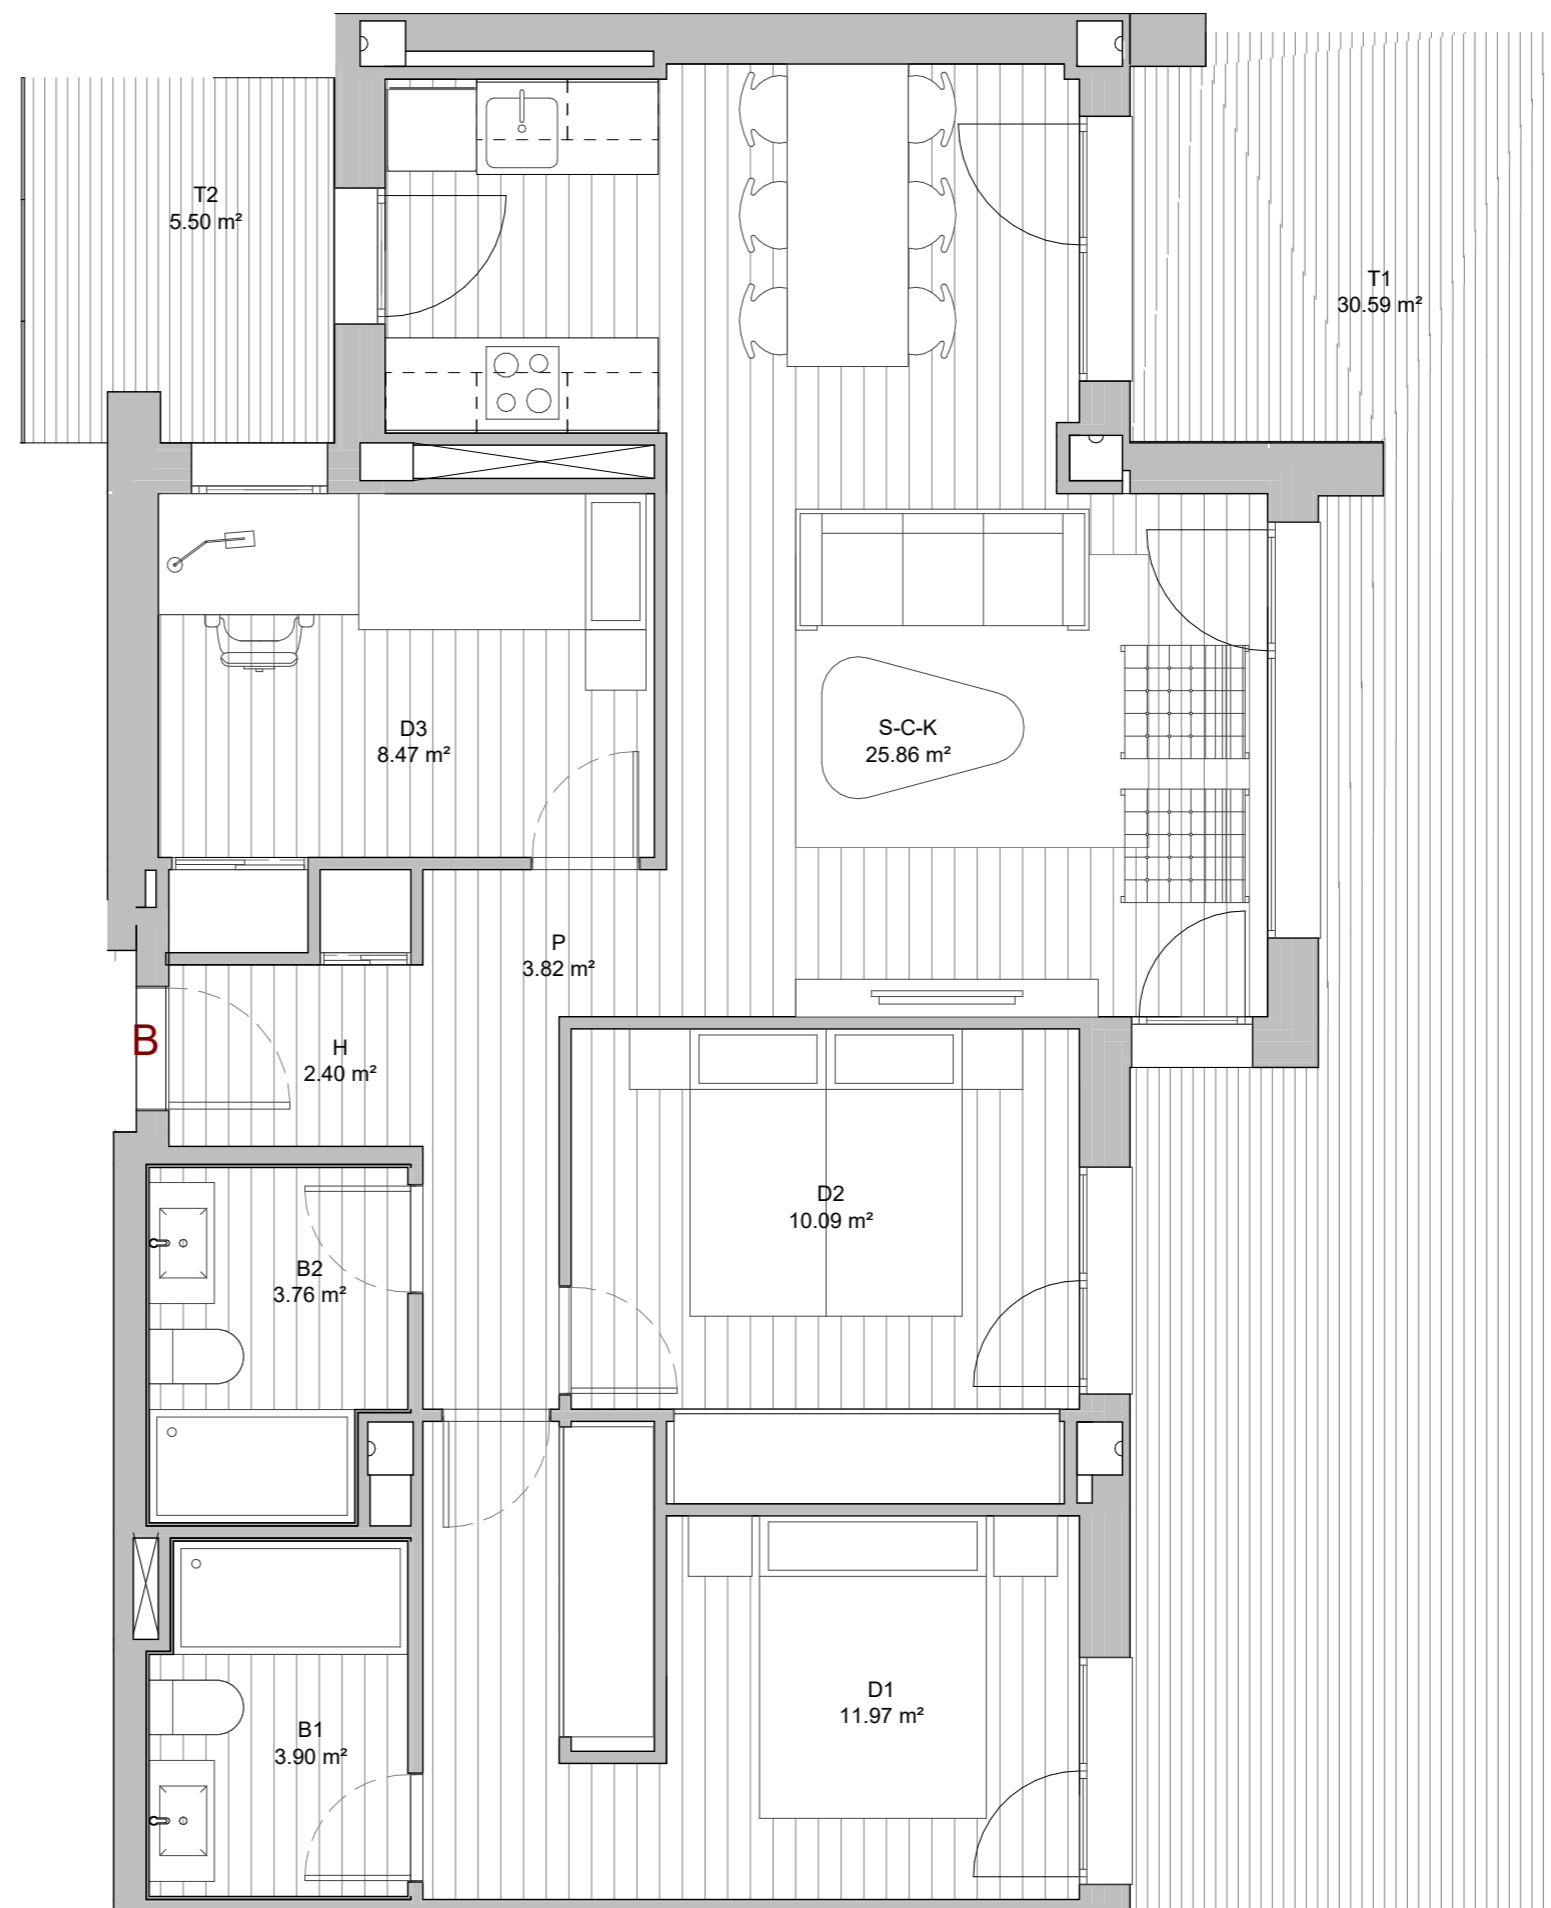 T2
5.50 m²
T1
30.59 m²
D3
8.47 m²
S-C-K
25.86 m²
P
3.82 m²
B
H
2.40 m²
D2
10.09 m²
B2
3.76 m²
D1
11.97 m²
B1
3.90 m²